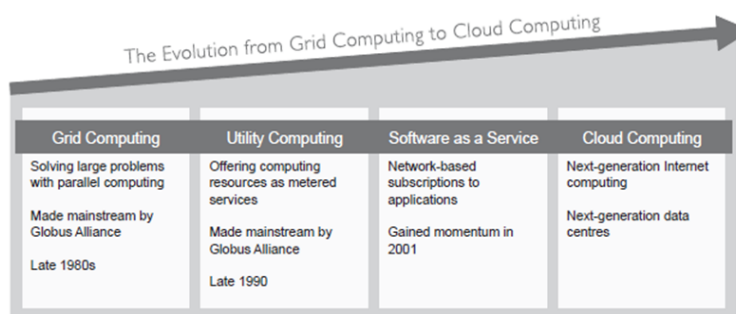 The Evolution from Grid Computing to Cloud Computing
Grid Computing
Solving large problems
with parallel computing
Made mainstream by
Globus Alliance
Late 1980s
Utility Computing
Offering computing
resources as metered
services
Made mainstream by
Globus Alliance
Late 1990
Software as a Service
Network-based
subscriptions to
applications
Gained momentum in
2001
Cloud Computing
Next-generation Internet
computing
Next-generation data
centres